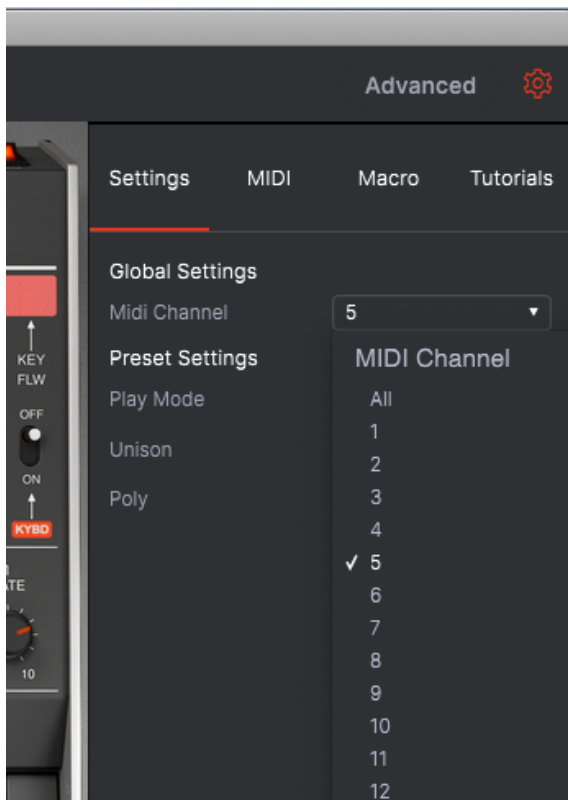 Advanced
Settings MIDI Macro Tutorials
Global Settings
Midi Channel 5
Preset Settings
Play Mode
Unison
Poly
MIDI Channel
All
1
2
3
4
✓ 5
6
7
8
9
10
11
12
KEY
FLW
OFF
ON
KYBD
10